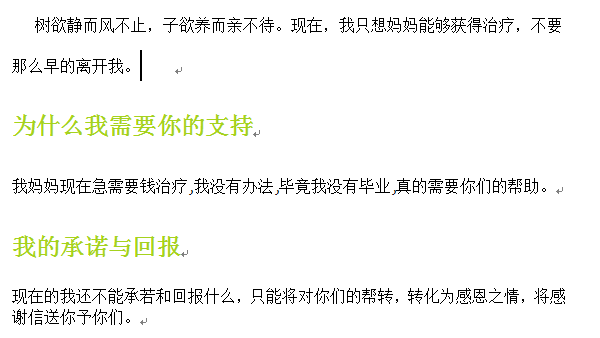 树欲静而风不止，子欲养而亲不待。现在，我只想妈妈能够获得治疗，不要
那么早的离开我。
为什么我需要你的支持
我妈妈现在急需要钱治疗,我没有办法,毕竟我没有毕业,真的需要你们的帮助。
我的承诺与回报
现在的我还不能承若和回报什么，只能将对你们的帮转，转化为感恩之情，将感
谢信送你予你们。